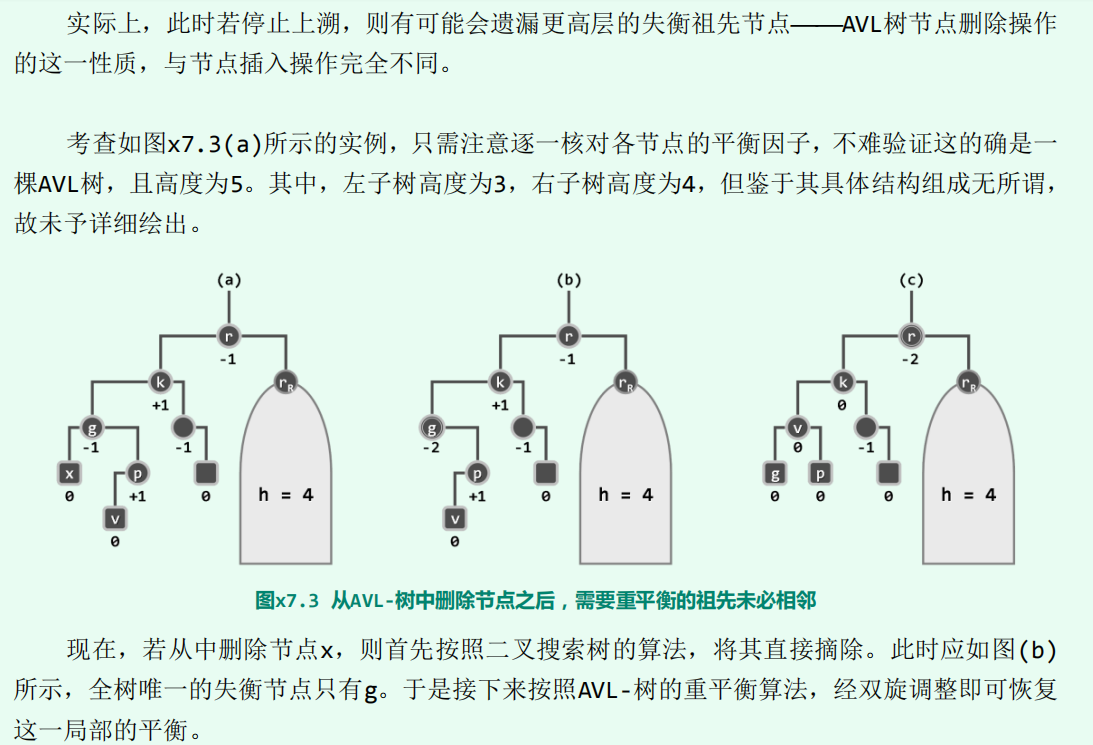 实际上，此时若停止上溯，则有可能会遗漏更高层的失衡祖先节点——AVL树节点删除操作
的这一性质，与节点插入操作完全不同。
考查如图x7.3(a)所示的实例，只需注意逐一核对各节点的平衡因子，不难验证这的确是一
棵AVL树，且高度为5。其中，左子树高度为3，右子树高度为4，但鉴于其具体结构组成无所谓，
故未予详细绘出。
(a) (b) (c)
r r r
-1 -1 -2
k rR k rR k rR
+1 +1 0
g g v
-1 -1 -2 -1 0 -1
x p p g p
0 +1 0 +1 0 0 0 0
h = 4 h = 4 h = 4
v v
0 0
图x7.3 从AVL-树中删除节点之后，需要重平衡的祖先未必相邻
现在，若从中删除节点x，则首先按照二叉搜索树的算法，将其直接摘除。此时应如图(b)
所示，全树唯一的失衡节点只有g。于是接下来按照AVL-树的重平衡算法，经双旋调整即可恢复
这一局部的平衡。